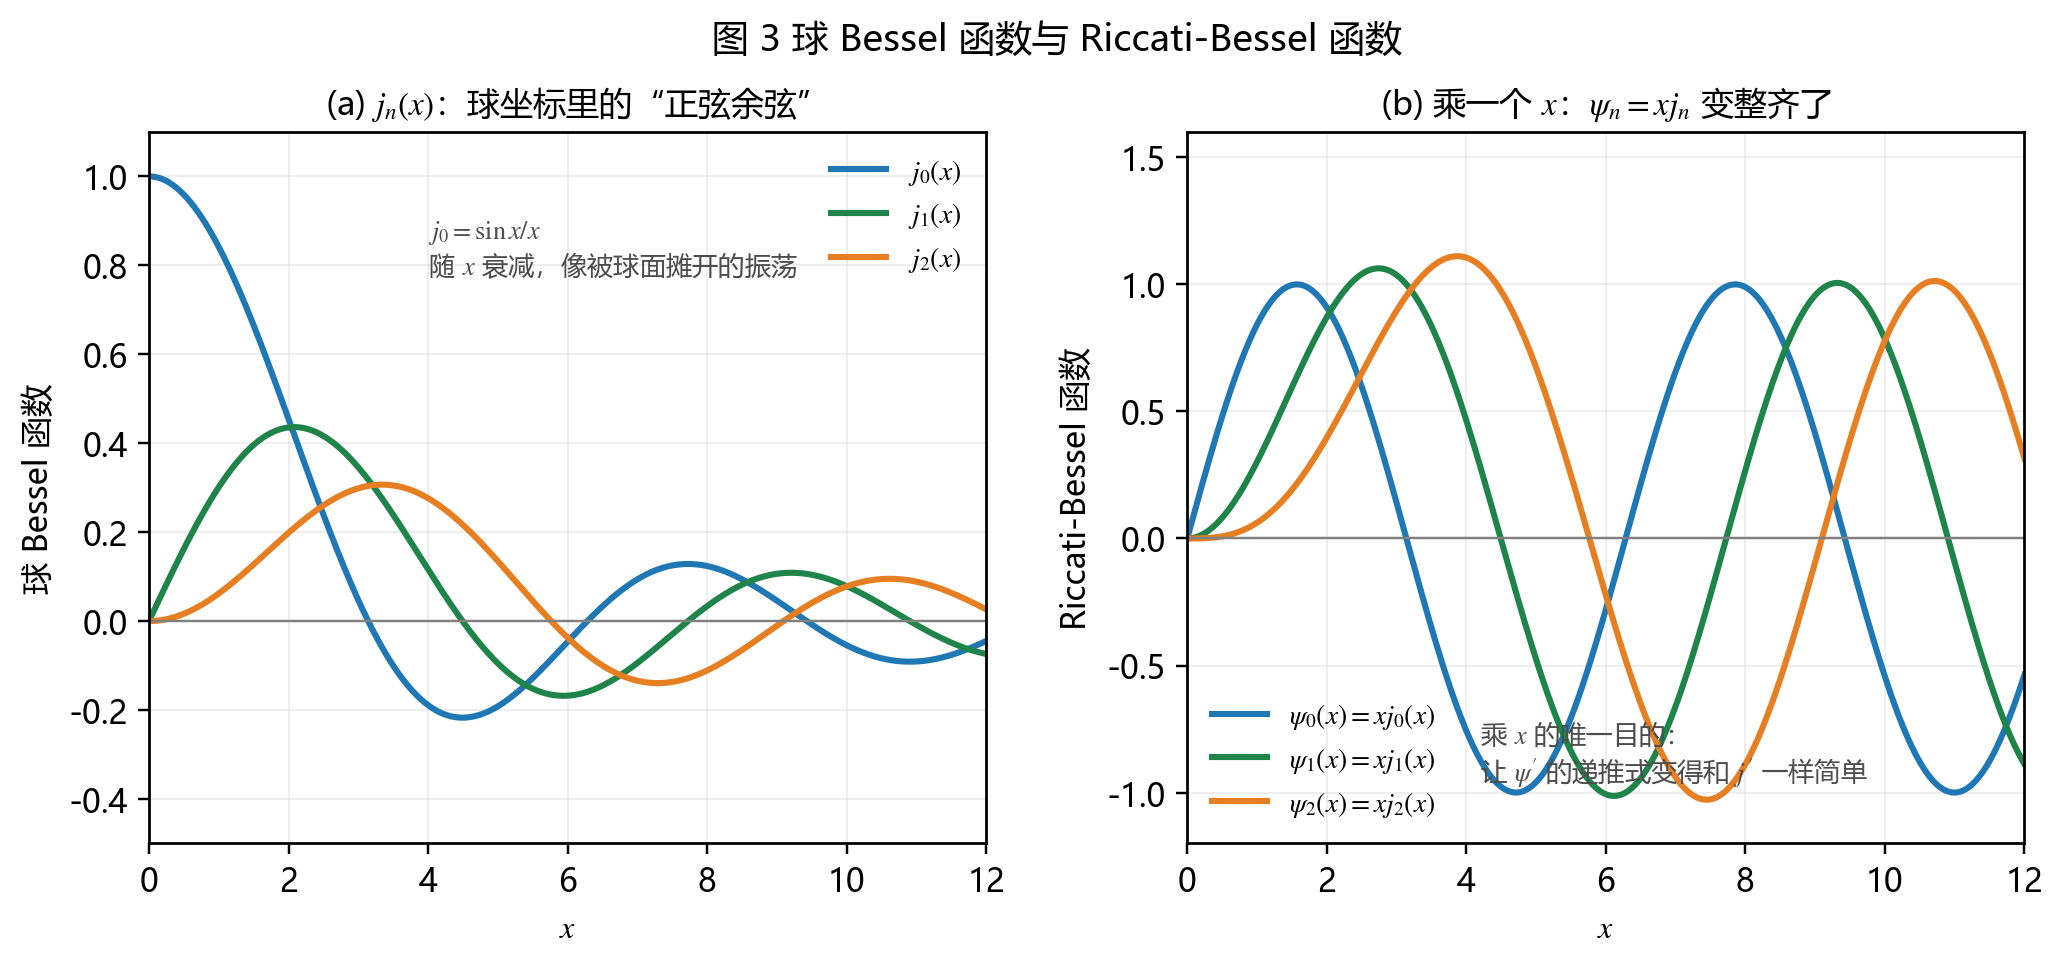 图 3 球 Bessel 函数与 Riccati-Bessel 函数
(a) jₙ(x)：球坐标里的“正弦余弦”
球 Bessel 函数
1.0
0.8
0.6
0.4
0.2
0.0
-0.2
-0.4
j₀ = sin x/x
随 x 衰减，像被球面摊开的振荡
j₀(x)
j₁(x)
j₂(x)
0 2 4 6 8 10 12
x
(b) 乘一个 x：ψₙ = xjₙ 变整齐了
Riccati-Bessel 函数
1.5
1.0
0.5
0.0
-0.5
-1.0
ψ₀(x) = xj₀(x)
ψ₁(x) = xj₁(x)
ψ₂(x) = xj₂(x)
乘 x 的唯一目的：
让 ψ′ 的递推式变得和 j′ 一样简单
0 2 4 6 8 10 12
x